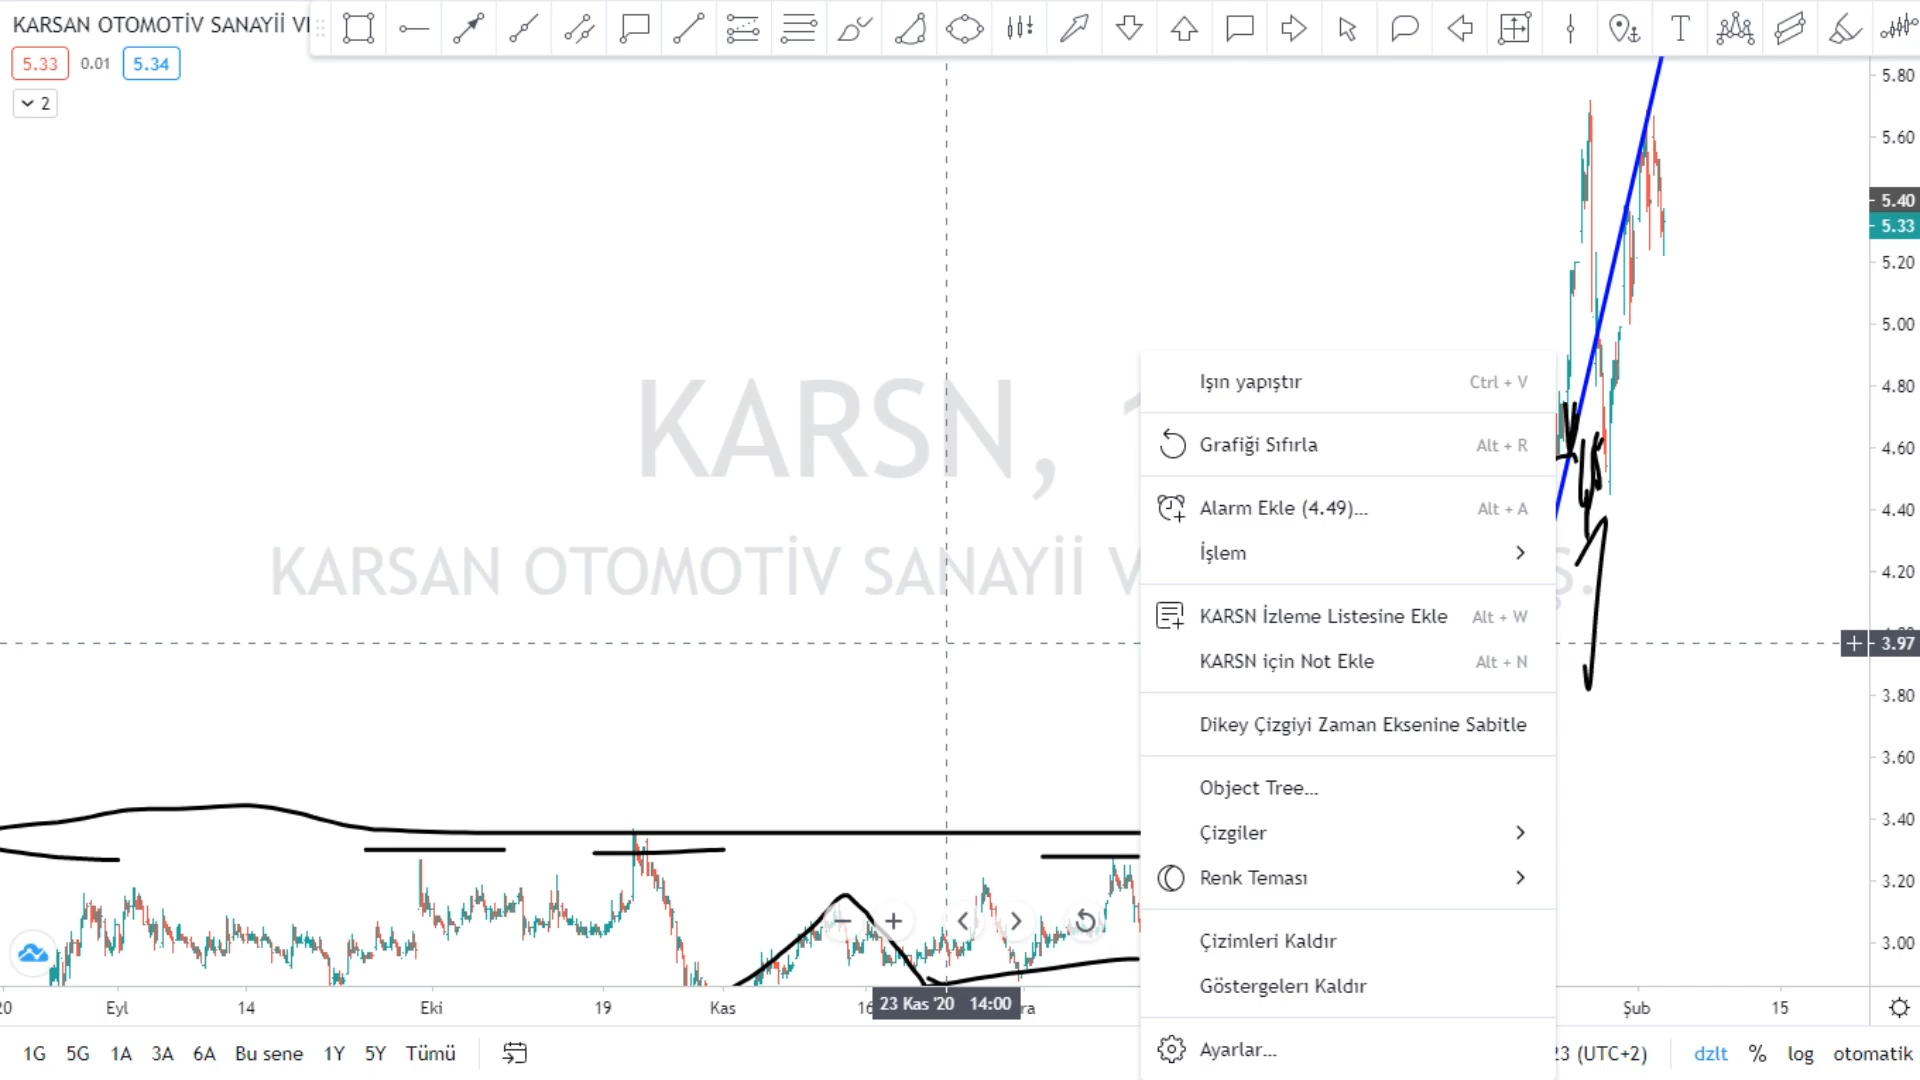 KARSAN OTOMOTİV SANAYİİ VE
5.33 0.01 5.34
2
KARSN,
KARSAN OTOMOTİV SANAYİİ V
Ş.
Işın yapıştır Ctrl + V
Grafiği Sıfırla Alt + R
Alarm Ekle (4.49)... Alt + A
İşlem
KARSN İzleme Listesine Ekle Alt + W
KARSN için Not Ekle Alt + N
Dikey Çizgiyi Zaman Eksenine Sabitle
Object Tree...
Çizgiler
Renk Teması
Çizimleri Kaldır
Göstergeleri Kaldır
Ayarlar...
5.80
5.60
5.40
5.33
5.20
5.00
4.80
4.60
4.40
4.20
3.97
3.80
3.60
3.40
3.20
3.00
20 Eyl 14 Eki 19 Kas 16 23 Kas '20 14:00 ra Şub 15
1G 5G 1A 3A 6A Bu sene 1Y 5Y Tümü 23 (UTC+2) dzlt % log otomatik